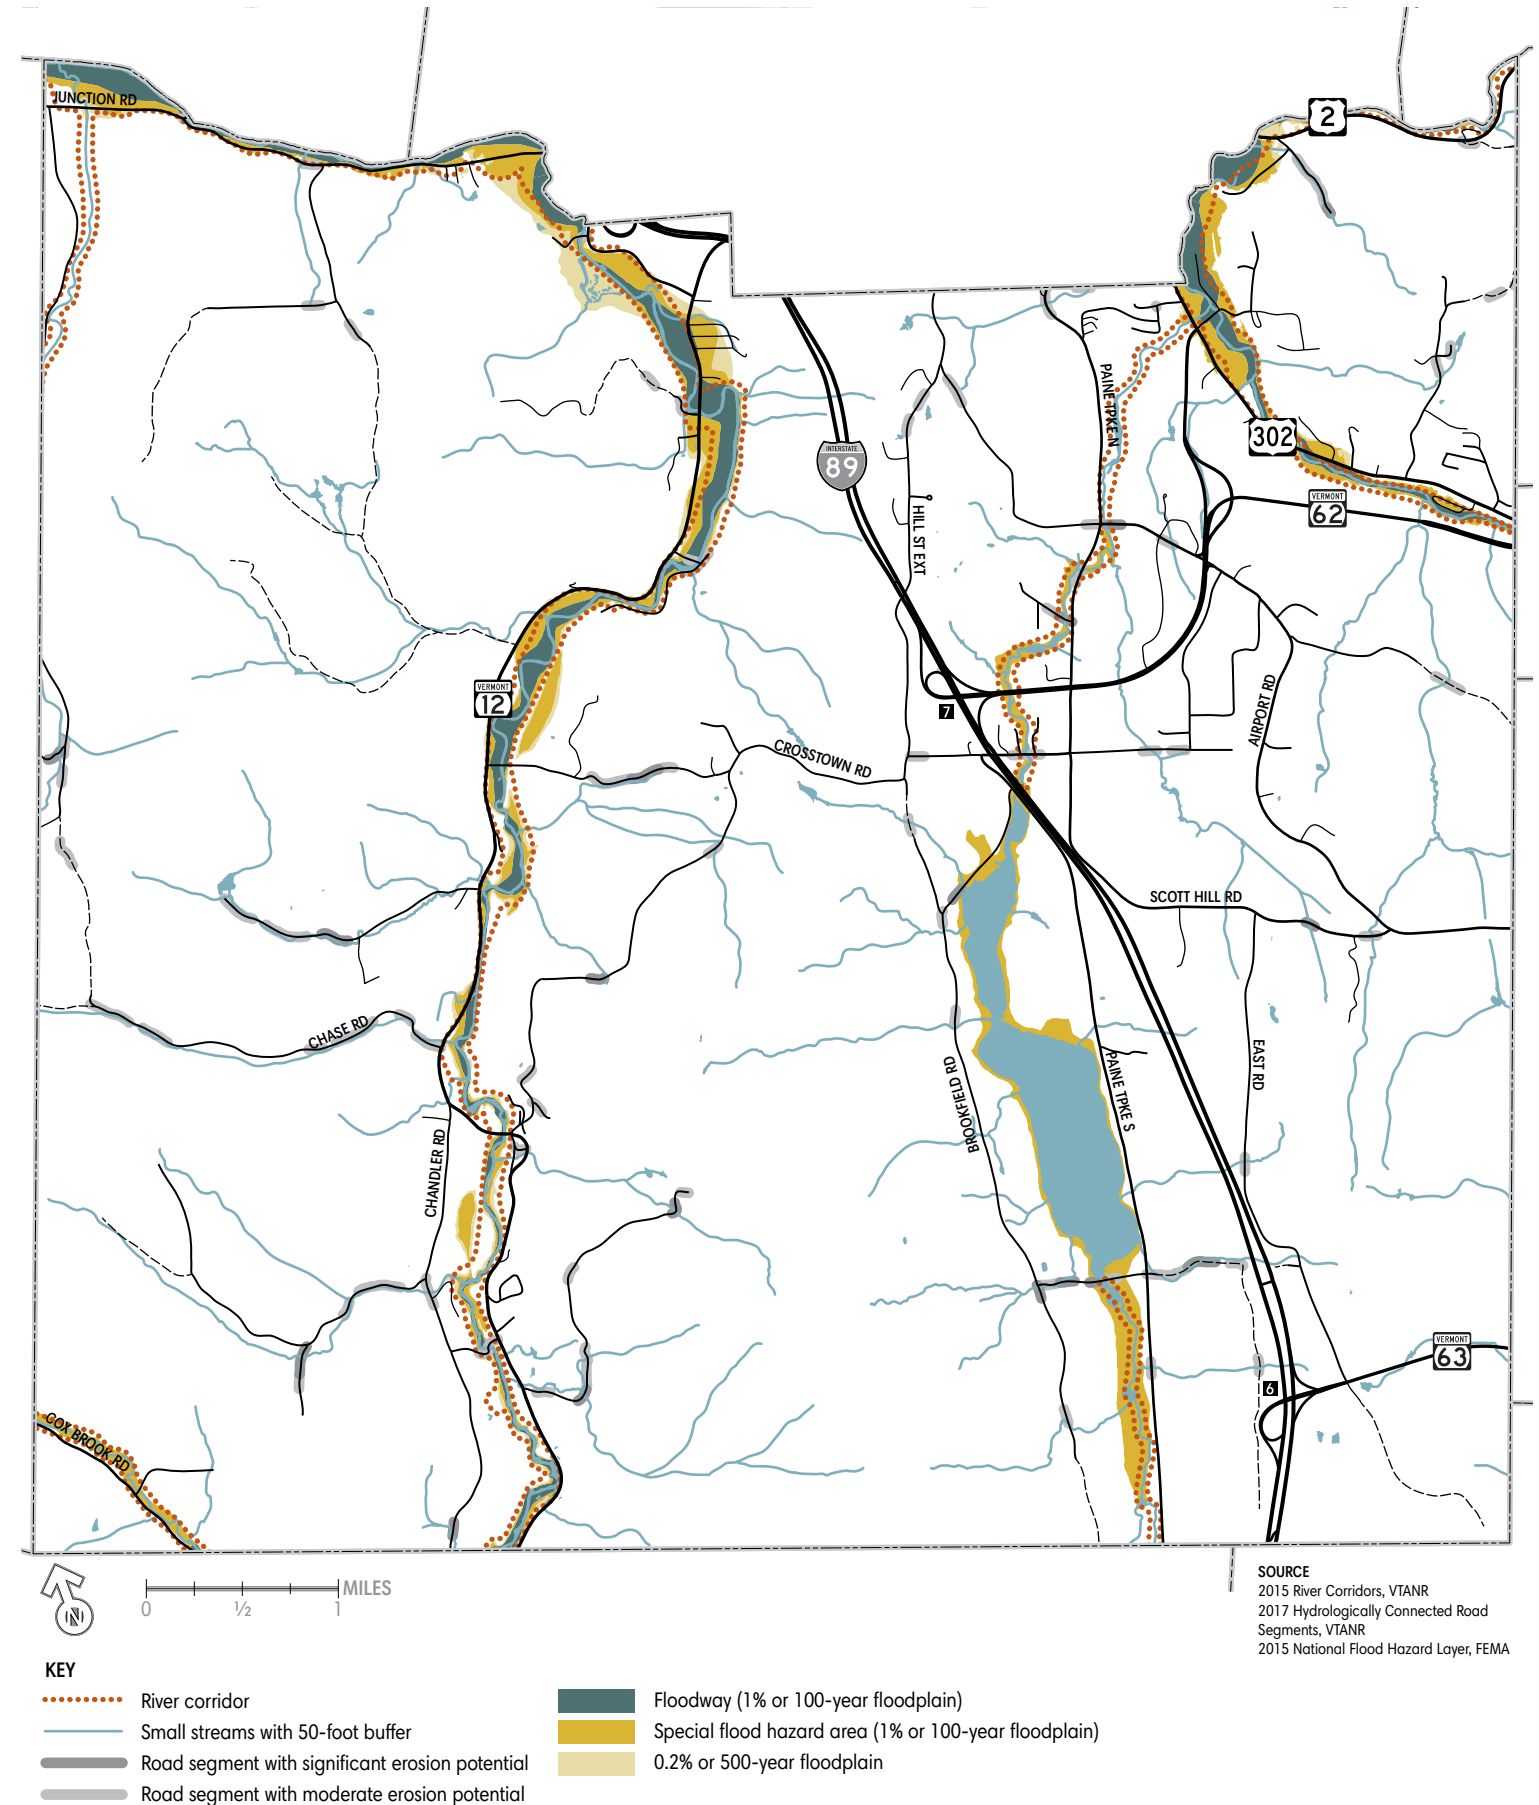 JUNCTION RD
2
PAINE TPKE N
302
INTERSTATE
89
VERMONT
62
HILL ST EXT
VERMONT
12
7
AIRPORT RD
CROSSTOWN RD
SCOTT HILL RD
CHASE RD
BROOKFIELD RD
PAINE TPKE S
EAST RD
CHANDLER RD
VERMONT
63
6
COX BROOK RD
N
MILES
0
½
1
SOURCE
2015 River Corridors, VTANR
2017 Hydrologically Connected Road
Segments, VTANR
2015 National Flood Hazard Layer, FEMA
KEY
River corridor
Small streams with 50-foot buffer
Road segment with significant erosion potential
Road segment with moderate erosion potential
Floodway (1% or 100-year floodplain)
Special flood hazard area (1% or 100-year floodplain)
0.2% or 500-year floodplain